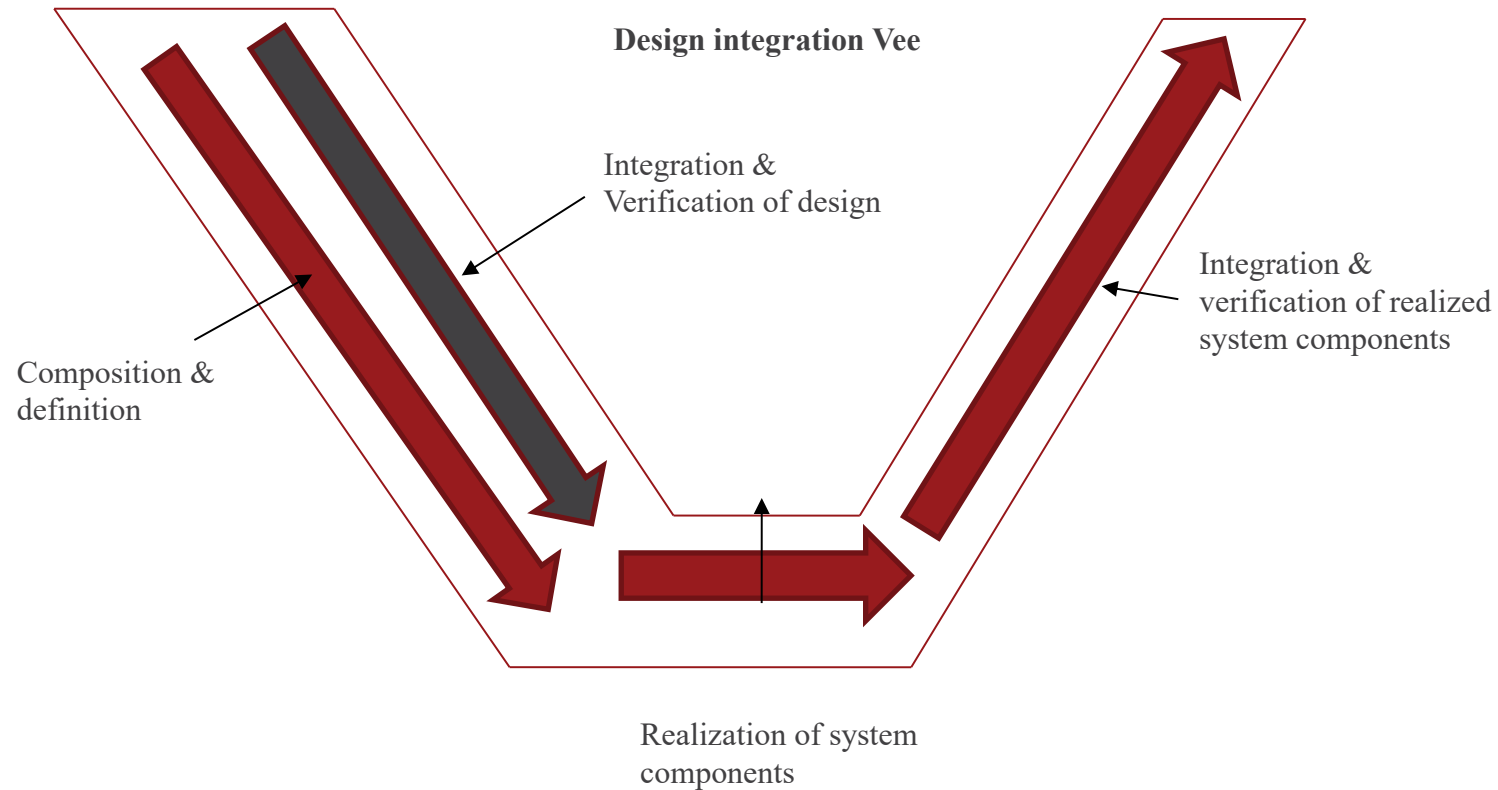 Design integration Vee
Integration &
Verification of design
Integration &
verification of realized
system components
Composition &
definition
Realization of system
components